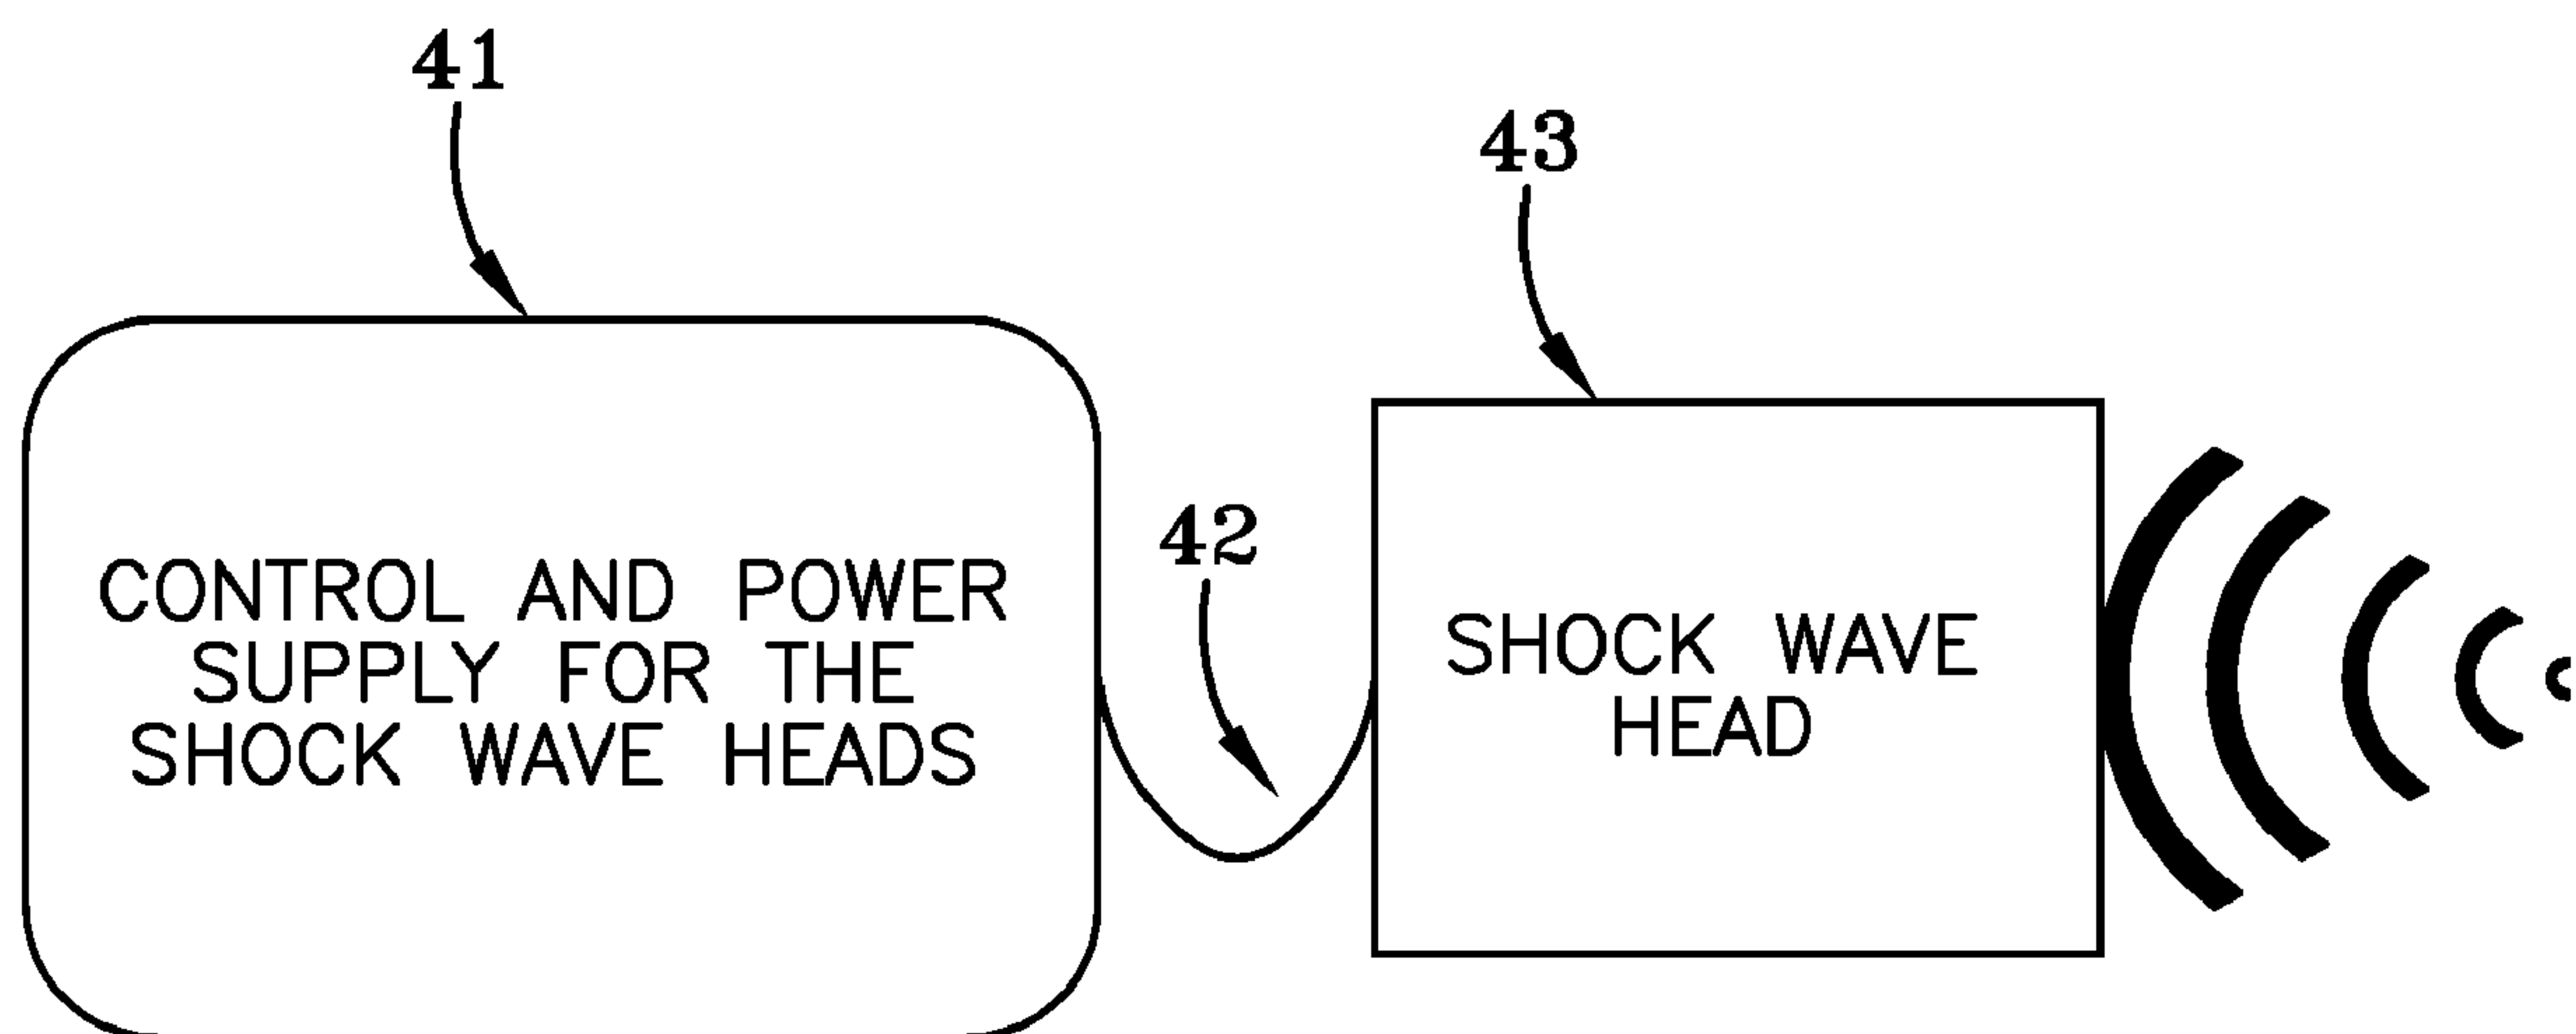 41
43
42
CONTROL AND POWER
SUPPLY FOR THE
SHOCK WAVE HEADS
SHOCK WAVE
HEAD